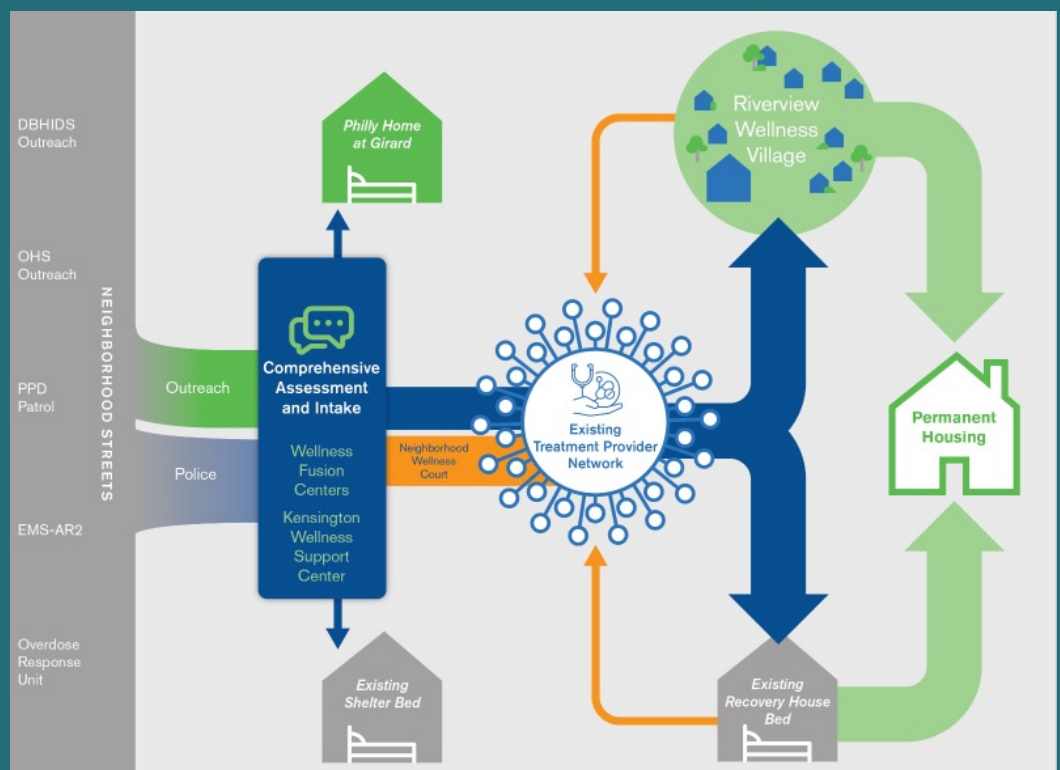 DBHIDS
Outreach
OHS
Outreach
PPD
Patrol
EMS-AR2
Overdose
Response
Unit
NEIGHBORHOOD STREETS
Outreach
Police
Philly Home
at Girard
Comprehensive
Assessment
and Intake
Wellness
Fusion
Centers
Kensington
Wellness
Support
Center
Existing
Shelter Bed
Neighborhood
Wellness
Court
Existing
Treatment Provider
Network
Riverview
Wellness
Village
Existing
Recovery House
Bed
Permanent
Housing